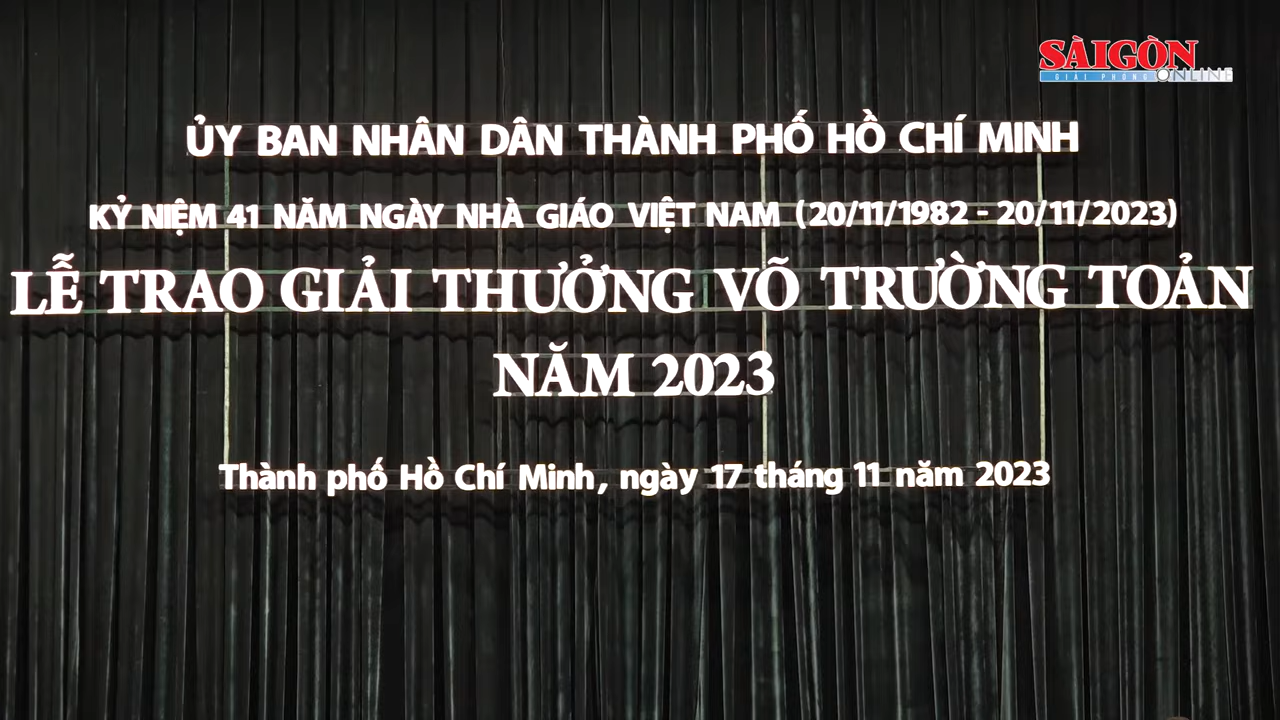 SÀIGÒN
GIẢI PHÓNG ONLINE
ỦY BAN NHÂN DÂN THÀNH PHỐ HỒ CHÍ MINH
KỶ NIỆM 41 NĂM NGÀY NHÀ GIÁO VIỆT NAM (20/11/1982 - 20/11/2023)
LỄ TRAO GIẢI THƯỞNG VÕ TRƯỜNG TOẢN
NĂM 2023
Thành phố Hồ Chí Minh, ngày 17 tháng 11 năm 2023